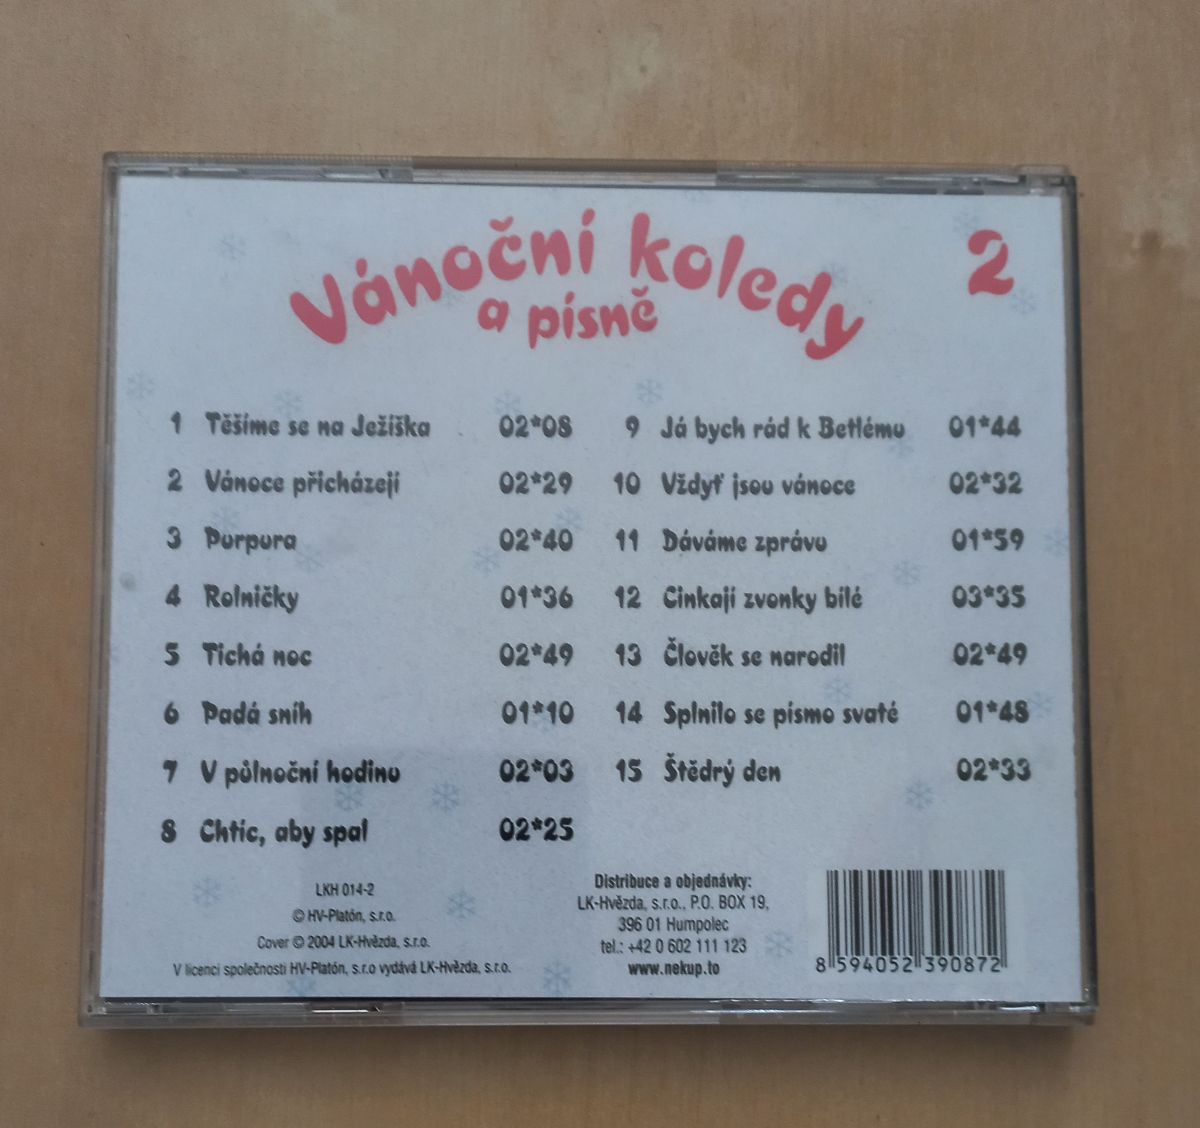 Vánoční koledy
a písně
2
1 Těšíme se na Ježíška 02*08
2 Vánoce přicházejí 02*29
3 Purpura 02*40
4 Rolničky 01*36
5 Tichá noc 02*49
6 Padá sníh 01*10
7 V půlnoční hodinu 02*03
8 Chtíc, aby spal 02*25
9 Já bych rád k Betlému 01*44
10 Vždyť jsou vánoce 02*32
11 Dáváme zprávu 01*59
12 Cinkají zvonky bílé 03*35
13 Člověk se narodil 02*49
14 Splnilo se písmo svaté 01*48
15 Štědrý den 02*33
LKH 014-2
© HV-Platón, s.r.o.
Cover © 2004 LK-Hvězda, s.r.o.
V licenci společnosti HV-Platón, s.r.o vydává LK-Hvězda, s.r.o.
Distribuce a objednávky:
LK-Hvězda, s.r.o., P.O. BOX 19,
396 01 Humpolec
tel.: +42 0 602 111 123
www.nekup.to
8 594052 390872